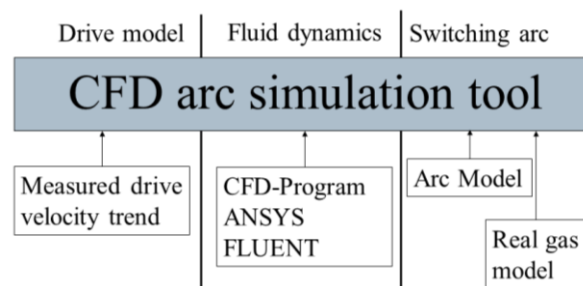 Drive model
Fluid dynamics
Switching arc
CFD arc simulation tool
Measured drive
velocity trend
CFD-Program
ANSYS
FLUENT
Arc Model
Real gas
model